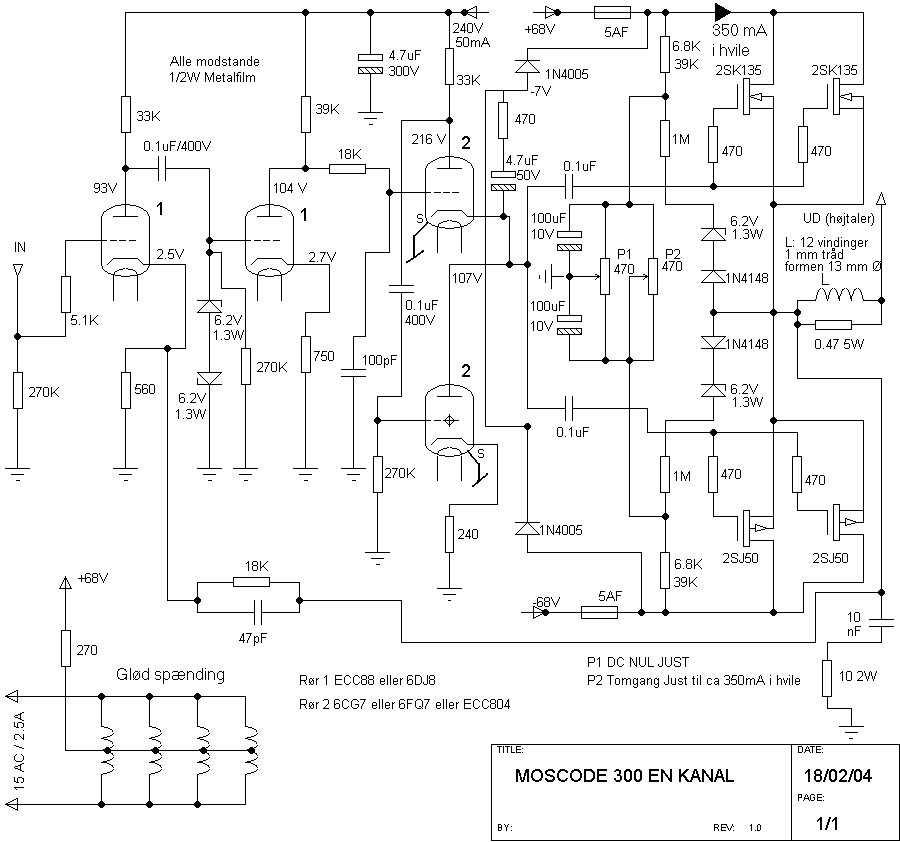 240V
50mA
+68V
5AF
350 mA
i hvile
Alle modstande
1/2W Metalfilm
4.7uF
300V
33K
1N4005
-7V
6.8K
39K
2SK135
2SK135
33K
39K
470
1M
470
470
0.1uF/400V
18K
216 V
2
4.7uF
50V
0.1uF
93V
1
104 V
1
S
100uF
10V
P1
470
P2
470
6.2V
1.3W
UD (højtaler)
L: 12 vindinger
1 mm tråd
formen 13 mm Ø
L
IN
2.5V
2.7V
107V
1N4148
5.1K
6.2V
1.3W
0.1uF
400V
100uF
10V
0.47 5W
1N4148
750
100pF
270K
560
6.2V
1.3W
270K
2
6.2V
1.3W
0.1uF
S
270K
1M
470
470
240
1N4005
2SJ50
2SJ50
18K
47pF
6.8K
39K
-68V
5AF
+68V
270
10
nF
10 2W
Glød spænding
15 AC / 2.5A
Rør 1 ECC88 eller 6DJ8
Rør 2 6CG7 eller 6FQ7 eller ECC804
P1 DC NUL JUST
P2 Tomgang Just til ca 350mA i hvile
TITLE:
MOSCODE 300 EN KANAL
DATE:
18/02/04
PAGE:
1/1
BY:
REV: 1.0